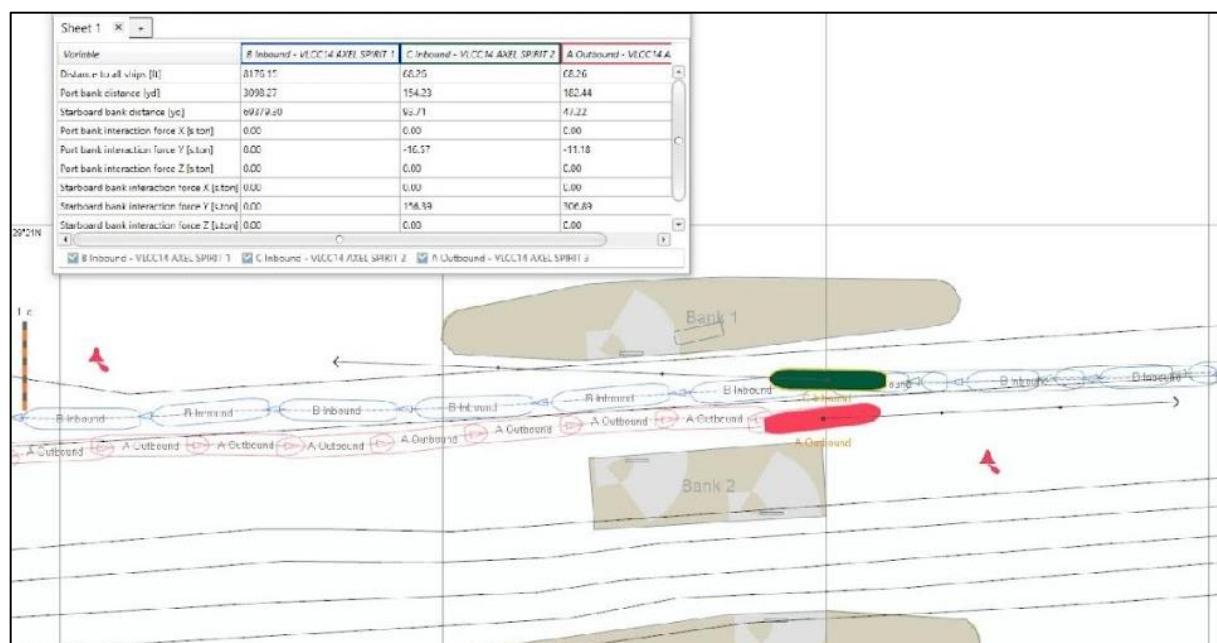 Sheet 1 × +
Variable B Inbound - VLCC14 AXEL SPIRIT 1 C Inbound - VLCC14 AXEL SPIRIT 2 A Outbound - VLCC14 A
Distance to all ships [ft] 8176.15 68.26 68.26
Port bank distance [yd] 3098.27 154.23 182.44
Starboard bank distance [yd] 93.71 47.22
Port bank interaction force X [s.ton] 0.00 0.00 0.00
Port bank interaction force Y [s.ton] 0.00 -16.57 -11.18
Port bank interaction force Z [s.ton] 0.00 0.00 0.00
Starboard bank interaction force X [s.ton] 0.00 0.00 0.00
Starboard bank interaction force Y [s.ton] 0.00 306.89
Starboard bank interaction force Z [s.ton] 0.00 0.00 0.00
B Inbound - VLCC14 AXEL SPIRIT 1 C Inbound - VLCC14 AXEL SPIRIT 2 A Outbound - VLCC14 AXEL SPIRIT 3
29°21N
Bank 1
B Inbound B Inbound B Inbound B Inbound B Inbound B Inbound ound B Inbound B Inbound
C Inbound
A Outbound A Outbound A Outbound A Outbound A Outbound A Outbound A Outbound A Outbound
A Outbound
Bank 2